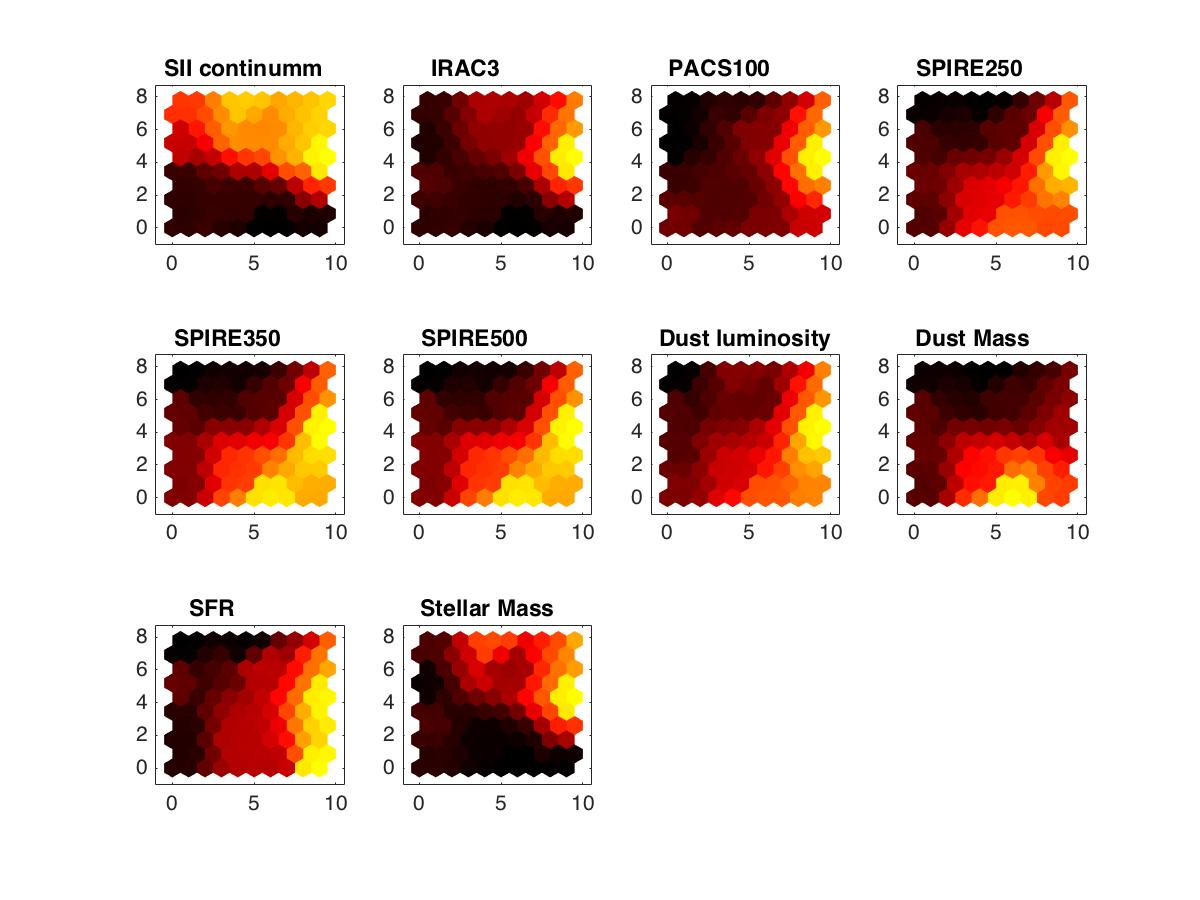 SII continumm IRAC3 PACS100 SPIRE250
8 8 8 8
6 6 6 6
4 4 4 4
2 2 2 2
0 0 0 0
0 5 10 0 5 10 0 5 10 0 5 10
SPIRE350 SPIRE500 Dust luminosity Dust Mass
8 8 8 8
6 6 6 6
4 4 4 4
2 2 2 2
0 0 0 0
0 5 10 0 5 10 0 5 10 0 5 10
SFR Stellar Mass
8 8
6 6
4 4
2 2
0 0
0 5 10 0 5 10